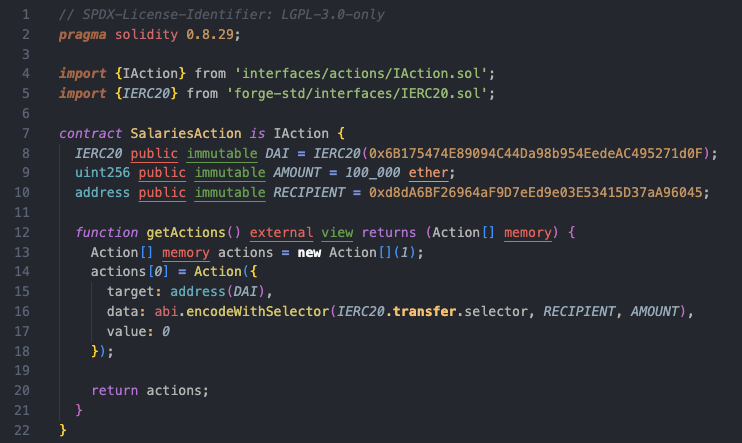 1 // SPDX-License-Identifier: LGPL-3.0-only
2 pragma solidity 0.8.29;
3
4 import {IAction} from 'interfaces/actions/IAction.sol';
5 import {IERC20} from 'forge-std/interfaces/IERC20.sol';
6
7 contract SalariesAction is IAction {
8   IERC20 public immutable DAI = IERC20(0x6B175474E89094C44Da98b954EedeAC495271d0F);
9   uint256 public immutable AMOUNT = 100_000 ether;
10   address public immutable RECIPIENT = 0xd8dA6BF26964aF9D7eEd9e03E53415D37aA96045;
11
12   function getActions() external view returns (Action[] memory) {
13     Action[] memory actions = new Action[](1);
14     actions[0] = Action({
15       target: address(DAI),
16       data: abi.encodeWithSelector(IERC20.transfer.selector, RECIPIENT, AMOUNT),
17       value: 0
18     });
19
20     return actions;
21   }
22 }